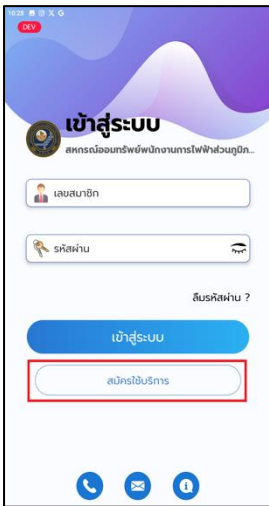 10:28
DEV
เข้าสู่ระบบ
สหกรณ์ออมทรัพย์พนักงานการไฟฟ้าส่วนภูมิภ...
เลขสมาชิก
รหัสผ่าน
ลืมรหัสผ่าน ?
เข้าสู่ระบบ
สมัครใช้บริการ